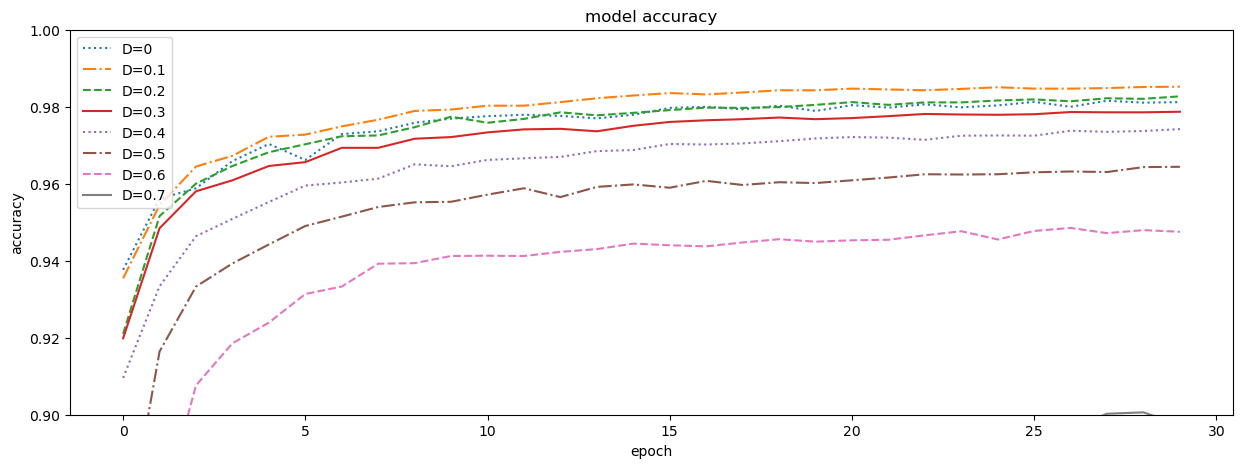 model accuracy
1.00
0.98
0.96
0.94
0.92
0.90
accuracy
D=0
D=0.1
D=0.2
D=0.3
D=0.4
D=0.5
D=0.6
D=0.7
0 5 10 15 20 25 30
epoch